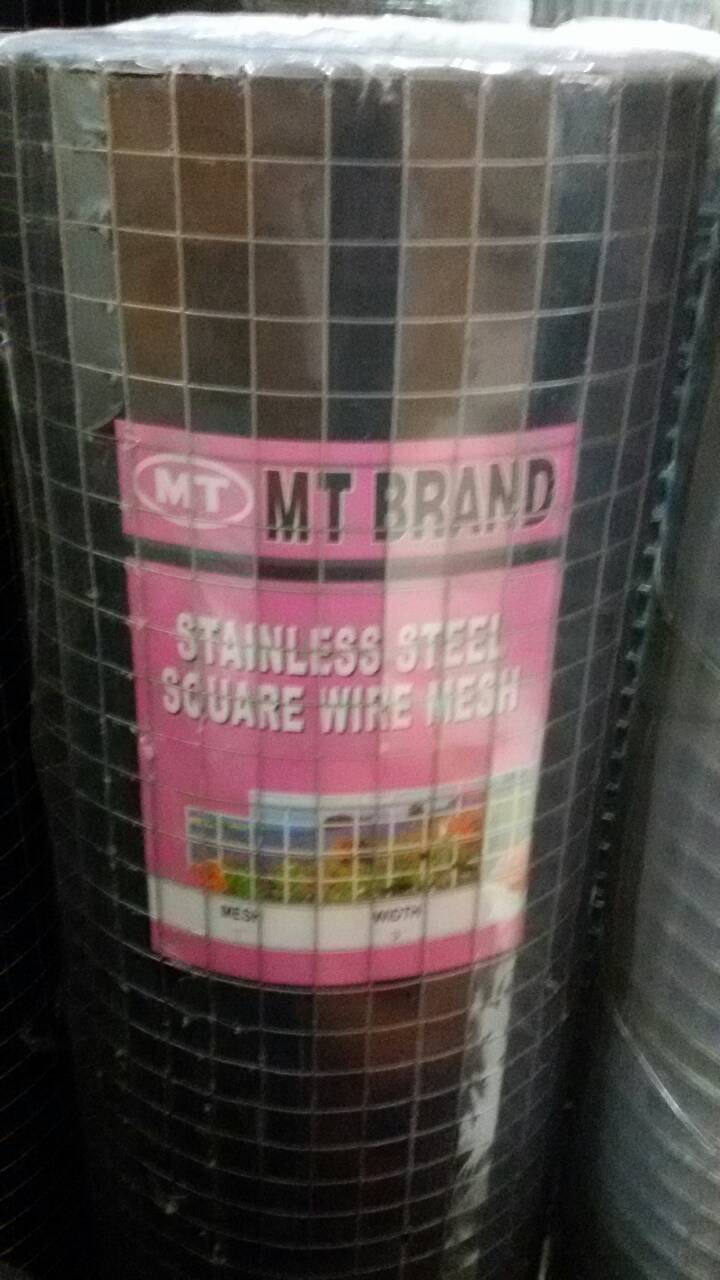 MT MT BRAND
STAINLESS STEEL
SQUARE WIRE MESH
MESH WIDTH